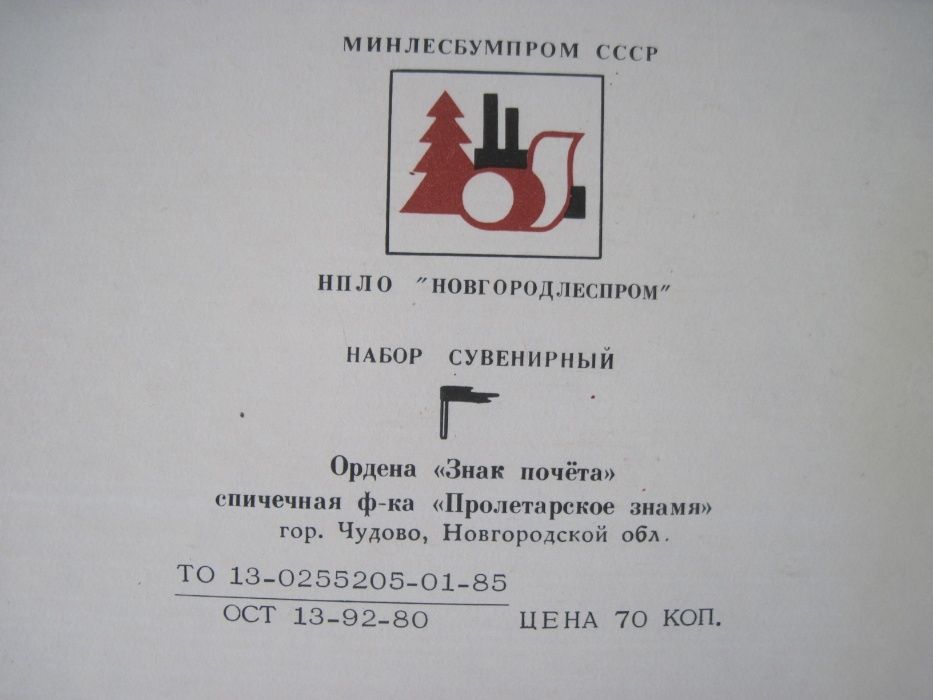 МИНЛЕСБУМПРОМ СССР
НПЛО "НОВГОРОДЛЕСПРОМ"
НАБОР СУВЕНИРНЫЙ
Ордена «Знак почёта»
спичечная ф-ка «Пролетарское знамя»
гор. Чудово, Новгородской обл.
ТО 13-0255205-01-85
ОСТ 13-92-80 ЦЕНА 70 КОП.